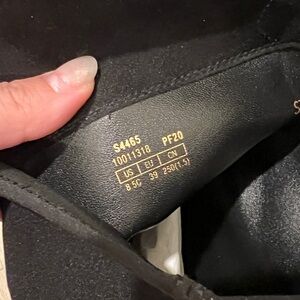 S4465 PF20
10011318
US EU CN
8.5C 39 250(1.5)
S